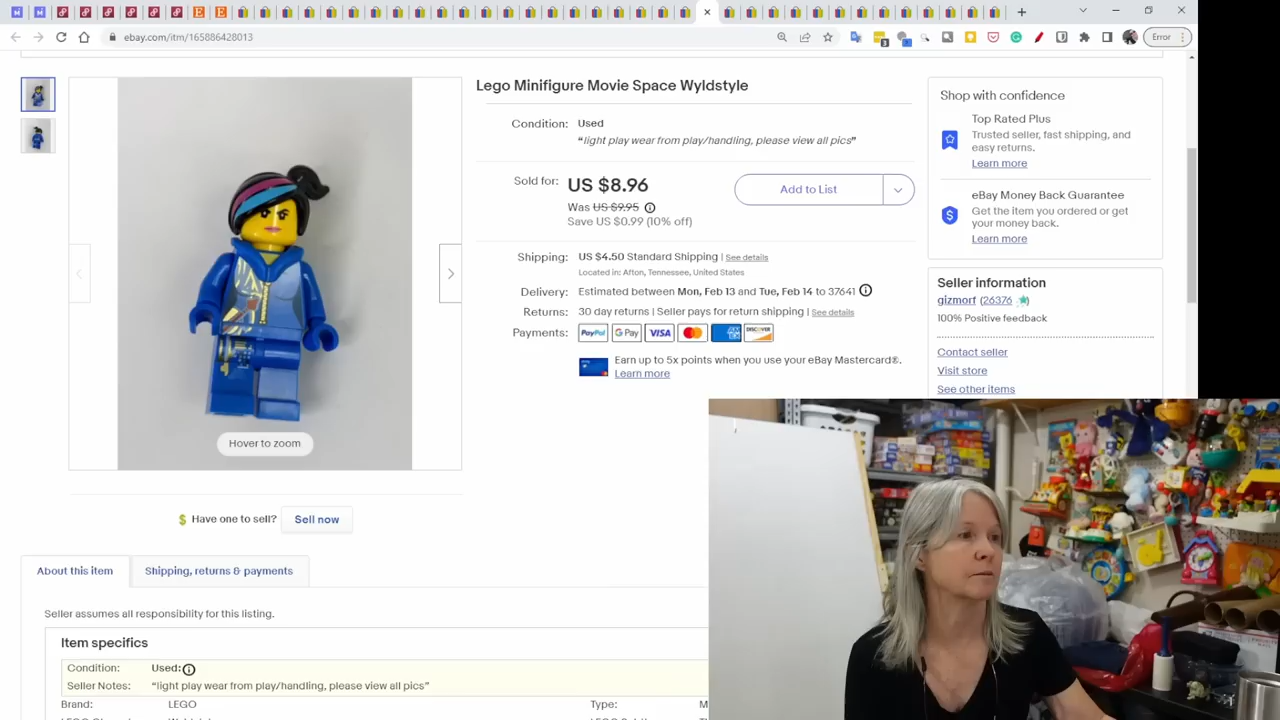 ebay.com/itm/165886428013
Error
Lego Minifigure Movie Space Wyldstyle
Condition: Used
“light play wear from play/handling, please view all pics”
Sold for: US $8.96
Was US $9.95
Save US $0.99 (10% off)
Add to List
Shipping: US $4.50 Standard Shipping | See details
Located in: Afton, Tennessee, United States
Delivery: Estimated between Mon, Feb 13 and Tue, Feb 14 to 37641
Returns: 30 day returns | Seller pays for return shipping | See details
Payments: PayPal G Pay VISA DISCOVER
Earn up to 5x points when you use your eBay Mastercard®.
Learn more
Shop with confidence
Top Rated Plus
Trusted seller, fast shipping, and
easy returns.
Learn more
eBay Money Back Guarantee
Get the item you ordered or get
your money back.
Learn more
Seller information
gizmorf (26376)
100% Positive feedback
Contact seller
Visit store
See other items
Hover to zoom
Have one to sell? Sell now
About this item
Shipping, returns & payments
Seller assumes all responsibility for this listing.
Item specifics
Condition: Used:
Seller Notes: “light play wear from play/handling, please view all pics”
Brand: LEGO Type: